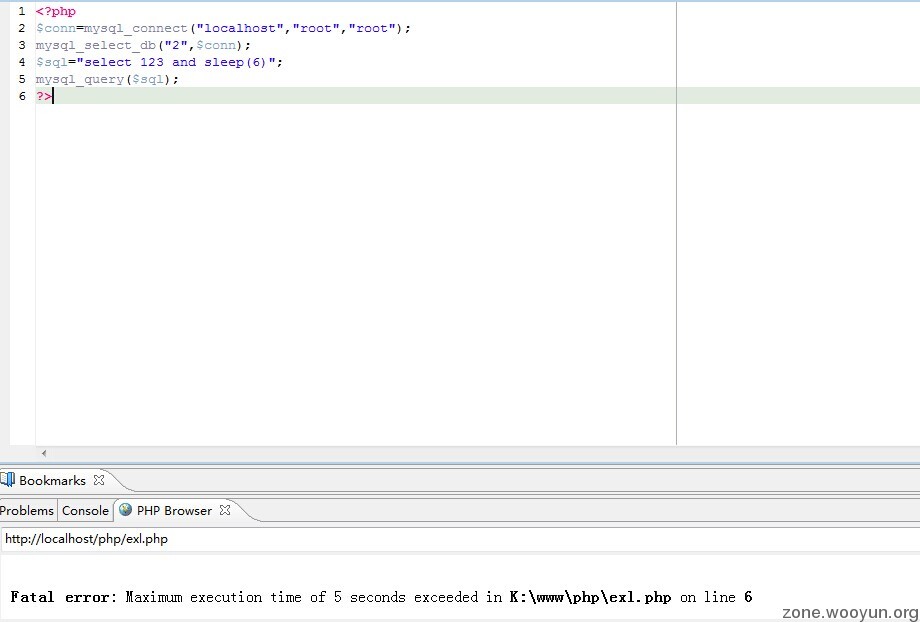 1 <?php
2 $conn=mysql_connect("localhost","root","root");
3 mysql_select_db("2",$conn);
4 $sql="select 123 and sleep(6)";
5 mysql_query($sql);
6 ?>
Bookmarks
Problems Console PHP Browser
http://localhost/php/exl.php
Fatal error: Maximum execution time of 5 seconds exceeded in K:\www\php\exl.php on line 6
zone.wooyun.org